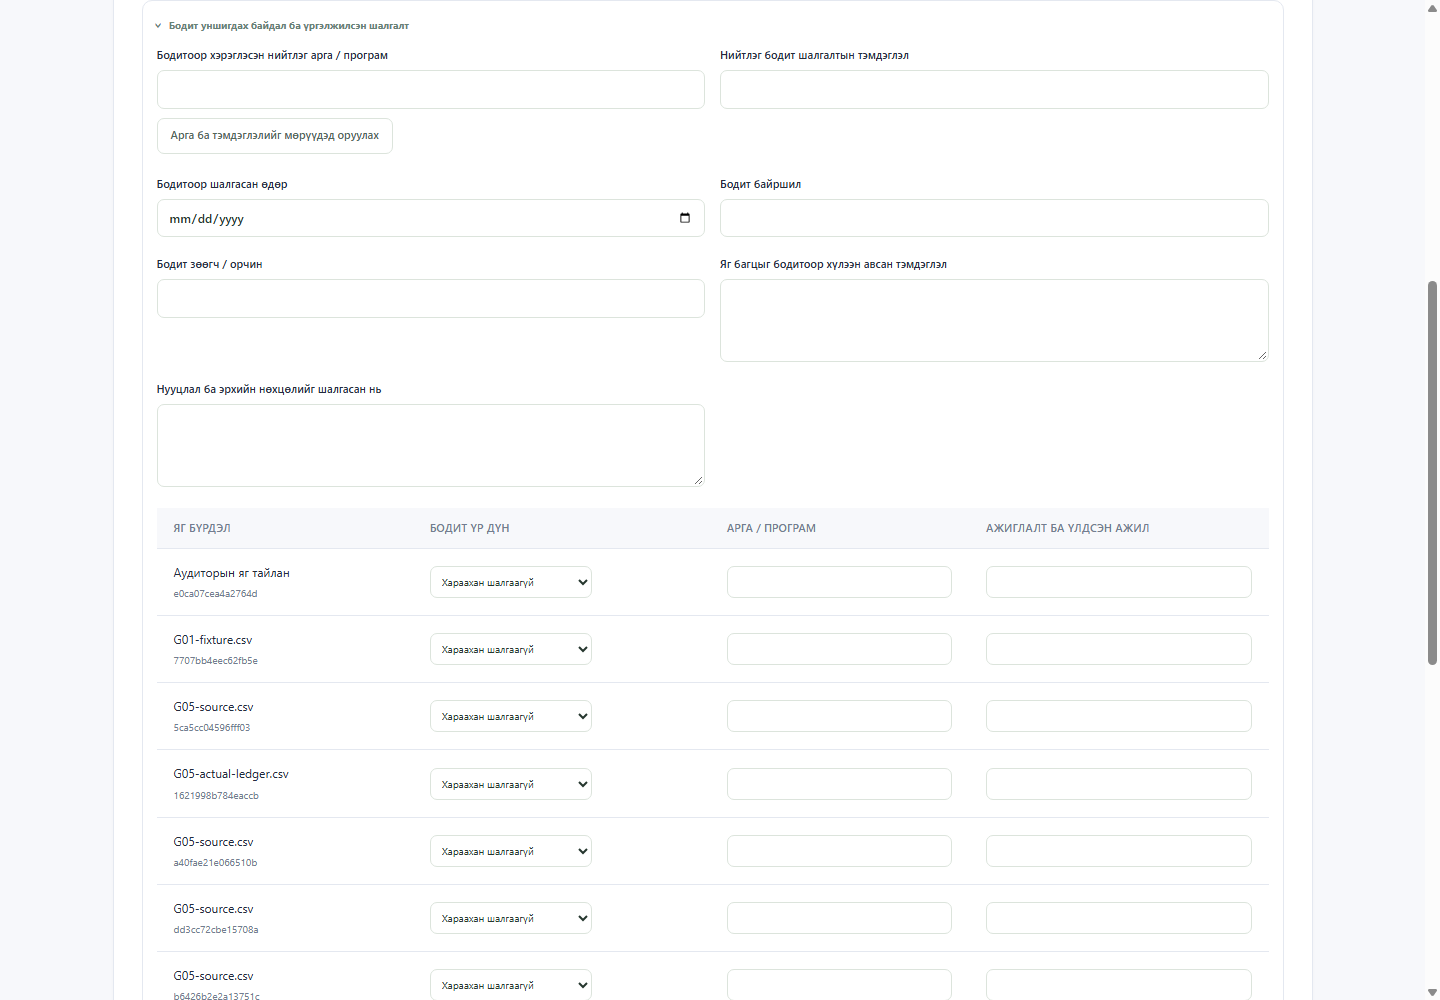 Бодит уншигдах байдал ба үргэлжилсэн шалгалт
Бодитоор хэрэглэсэн нийтлэг арга / програм
Нийтлэг бодит шалгалтын тэмдэглэл
Арга ба тэмдэглэлийг мөрүүдэд оруулах
Бодитоор шалгасан өдөр
Бодит байршил
mm/dd/yyyy
Бодит зөөгч / орчин
Яг багцыг бодитоор хүлээн авсан тэмдэглэл
Нууцлал ба эрхийн нөхцөлийг шалгасан нь
ЯГ БҮРДЭЛ
БОДИТ ҮР ДҮН
АРГА / ПРОГРАМ
АЖИГЛАЛТ БА ҮЛДСЭН АЖИЛ
Аудиторын яг тайлан
e0ca07cea4a2764d
Хараахан шалгаагүй
G01-fixture.csv
7707bb4eec62fb5e
Хараахан шалгаагүй
G05-source.csv
5ca5cc04596fff03
Хараахан шалгаагүй
G05-actual-ledger.csv
1621998b784eaccb
Хараахан шалгаагүй
G05-source.csv
a40fae21e066510b
Хараахан шалгаагүй
G05-source.csv
dd3cc72cbe15708a
Хараахан шалгаагүй
G05-source.csv
b6426b2e2a13751c
Хараахан шалгаагүй